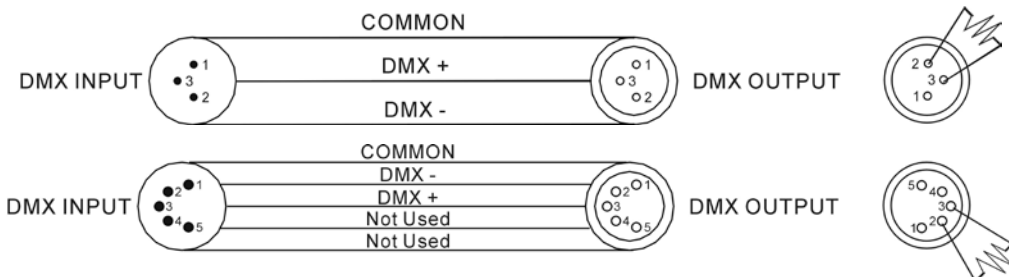 COMMON
DMX INPUT
1
3
2
DMX +
DMX -
1
3
2
DMX OUTPUT
2
3
1
COMMON
DMX -
DMX +
Not Used
Not Used
DMX INPUT
1
2
3
4
5
1
2
3
4
5
DMX OUTPUT
5
4
3
2
1